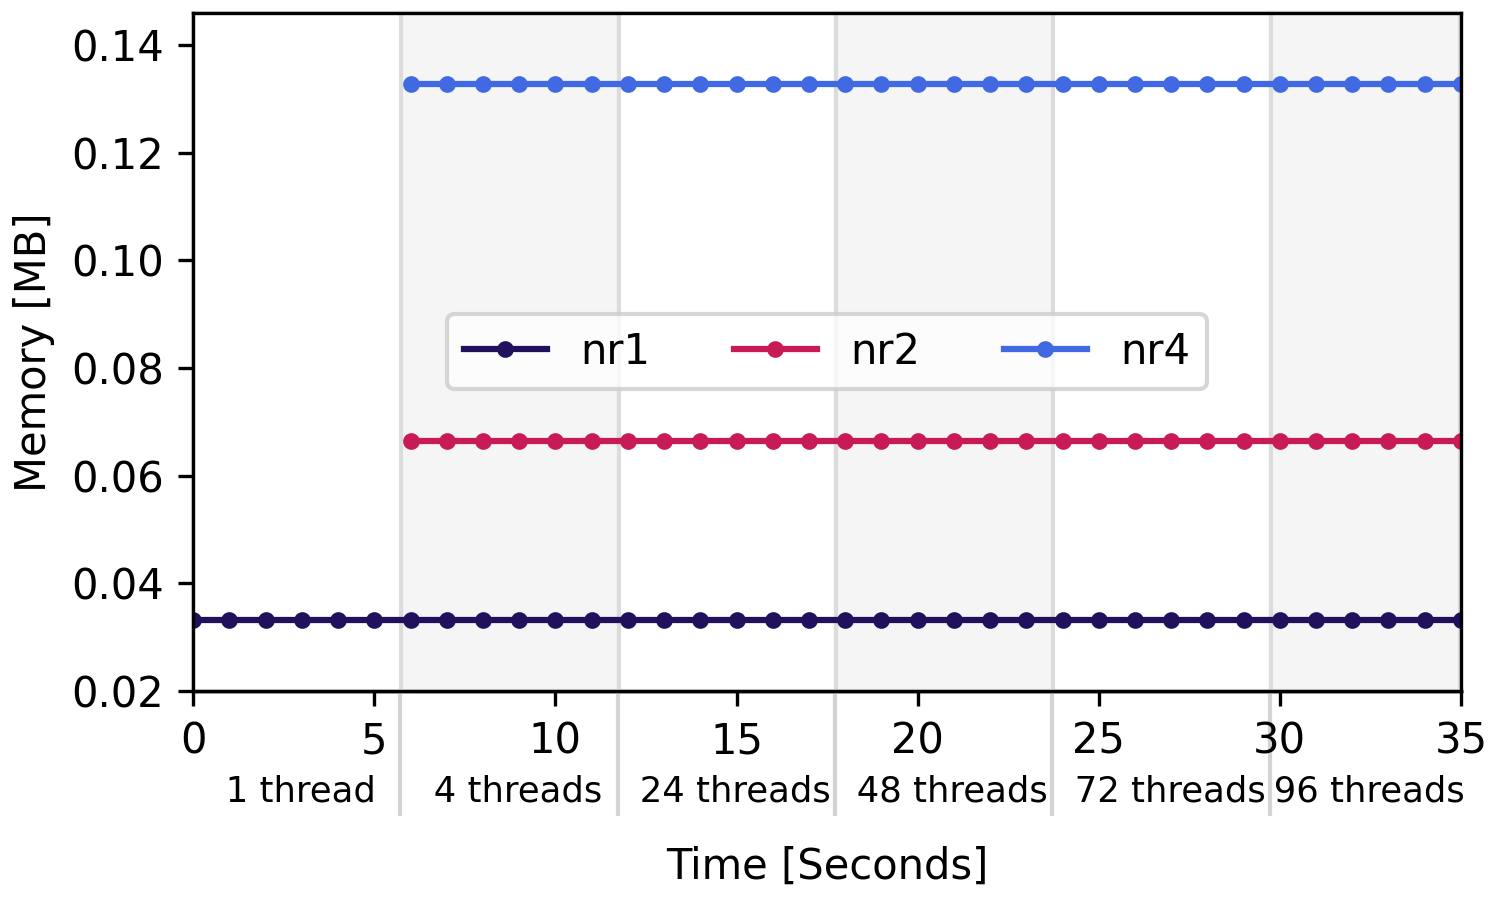 0.14
0.12
0.10
0.08
0.06
0.04
0.02
Memory [MB]
nr1 nr2 nr4
0 5 10 15 20 25 30 35
1 thread 4 threads 24 threads 48 threads 72 threads 96 threads
Time [Seconds]